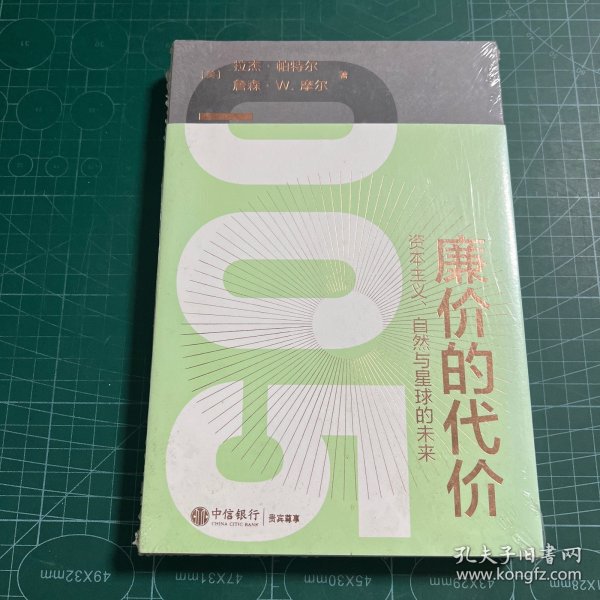 [美] 拉杰·帕特尔
詹森·W. 摩尔 著
005
廉价的代价
资本主义、自然与星球的未来
中信银行
CHINA CITIC BANK
贵宾尊享
49X32mm
47X31mm
45X30mm
43X29mm
孔夫子旧书网
www.kongfz.com